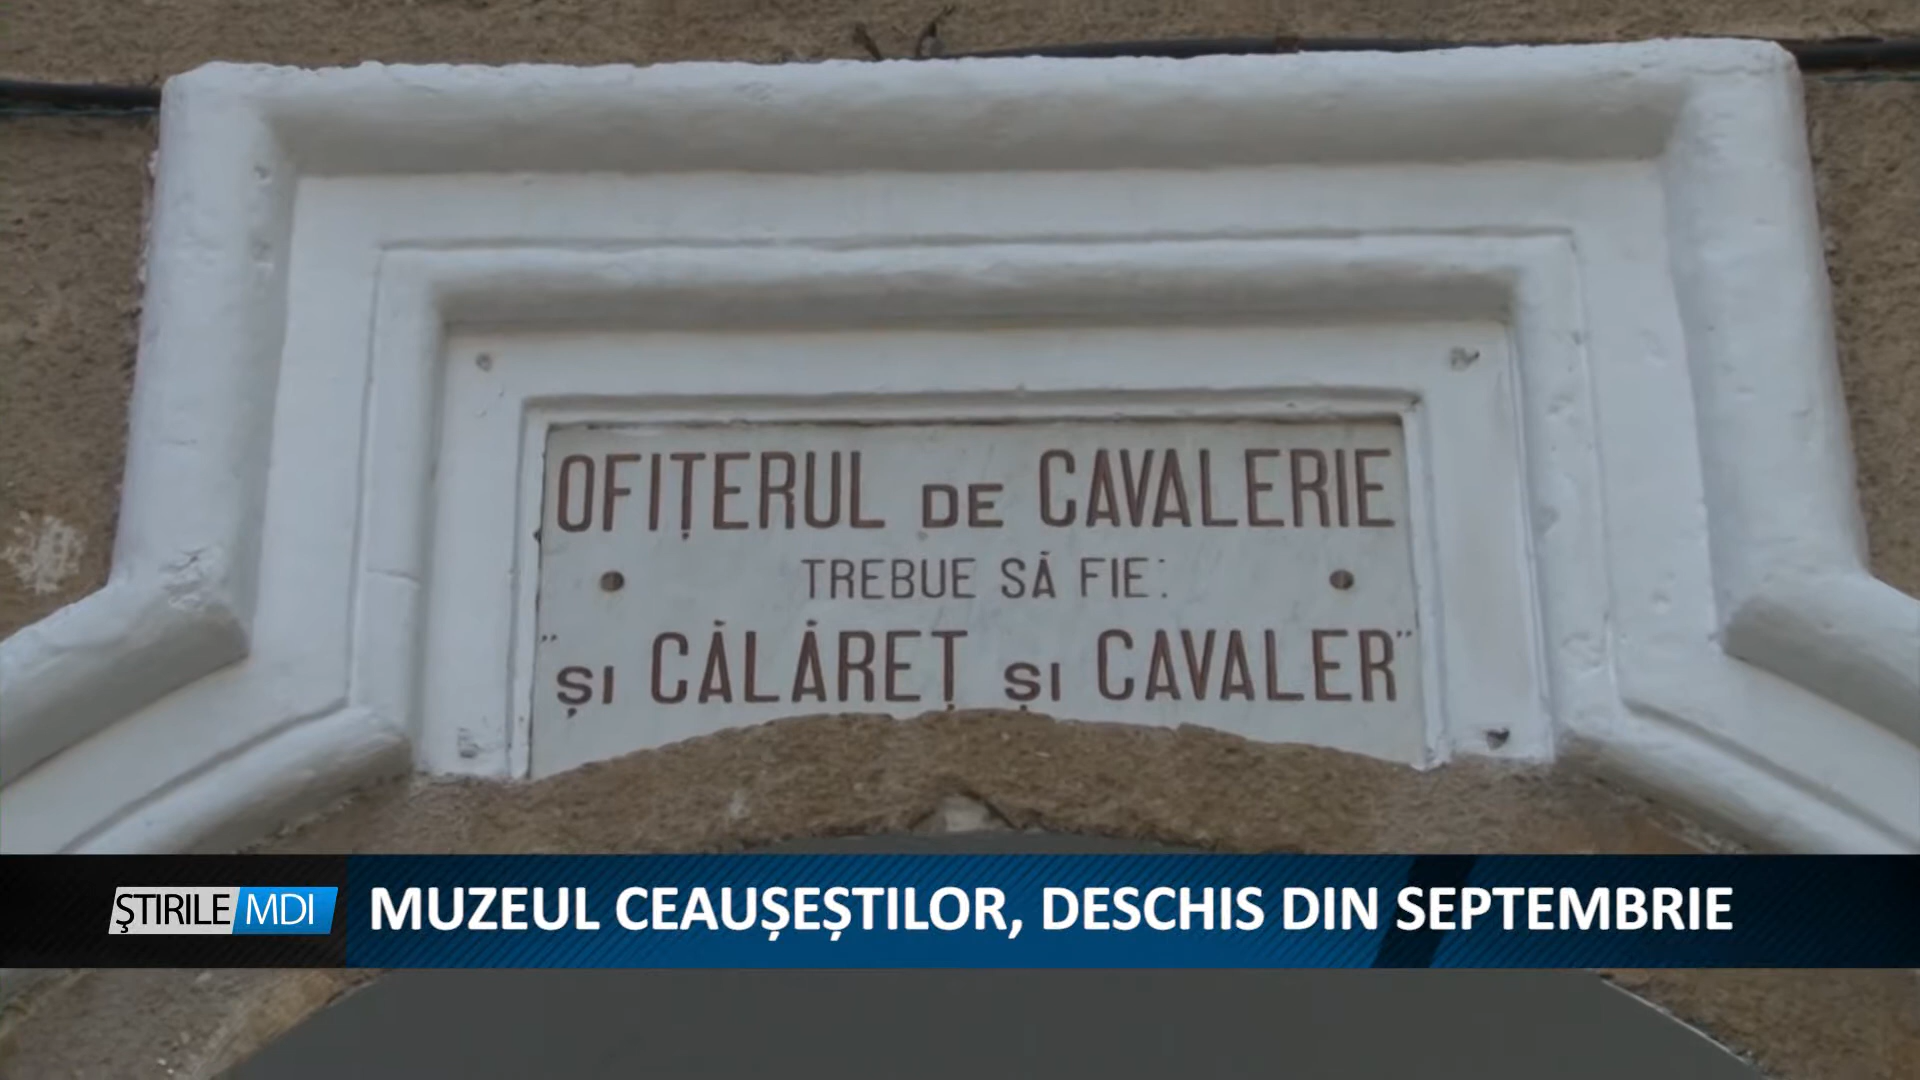 OFIȚERUL DE CAVALERIE
TREBUE SĂ FIE:
"ȘI CĂLĂREȚ ȘI CAVALER"
ŞTIRILE MDI
MUZEUL CEAUȘEȘTILOR, DESCHIS DIN SEPTEMBRIE